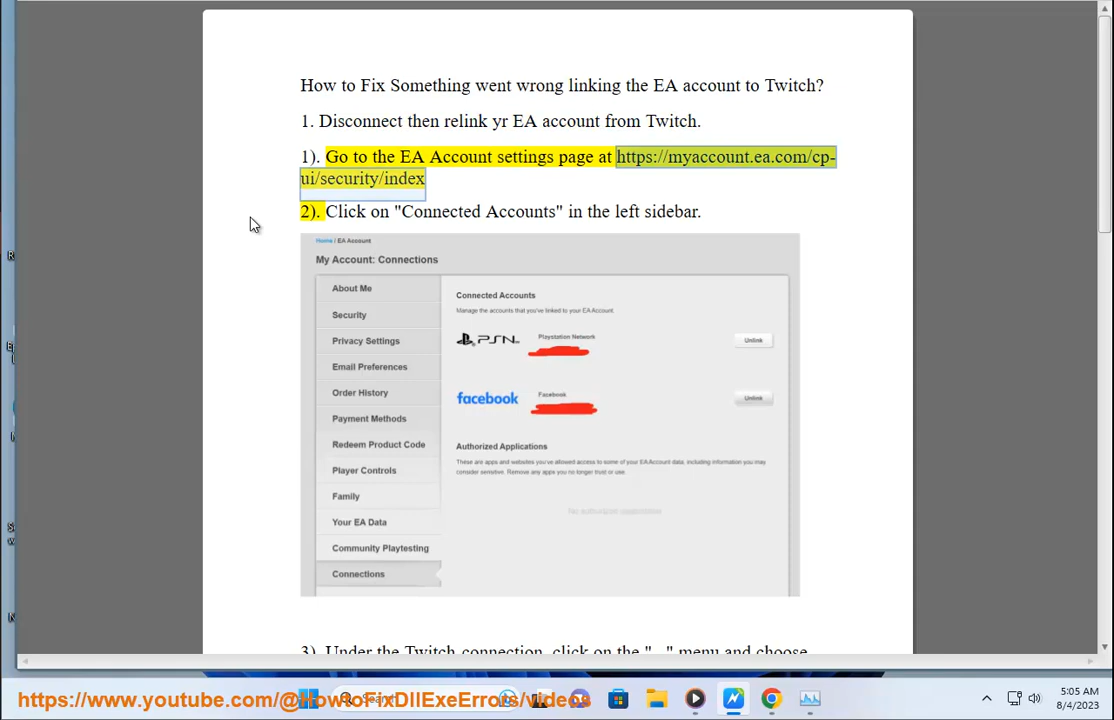 How to Fix Something went wrong linking the EA account to Twitch?
1. Disconnect then relink yr EA account from Twitch.
1). Go to the EA Account settings page at https://myaccount.ea.com/cp-
ui/security/index
2). Click on "Connected Accounts" in the left sidebar.
Home / EA Account
My Account: Connections
About Me
Security
Privacy Settings
Email Preferences
Order History
Payment Methods
Redeem Product Code
Player Controls
Family
Your EA Data
Community Playtesting
Connections
Connected Accounts
Manage the accounts that you've linked to your EA Account.
PSN
Playstation Network
Unlink
facebook
Facebook
Unlink
Authorized Applications
These are apps and websites you've allowed access to some of your EA Account data, including information you may
consider sensitive. Remove any apps you no longer trust or use.
No authorized applications
3). Under the Twitch connection, click on the "..." menu and choose
https://www.youtube.com/@HowtoFixDllExeErrors/videos
5:05 AM
8/4/2023